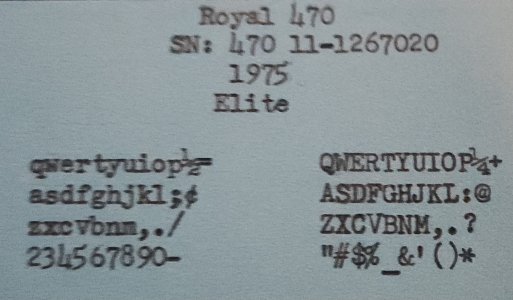 Royal 470
SN: 470 11-1267020
1975
Elite
qwertyuiop½=
asdfghjkl;¢
zxcvbnm,./
234567890-
QWERTYUIOP¼+
ASDFGHJKL:@
ZXCVBNM,.?
"#$%_&'()*